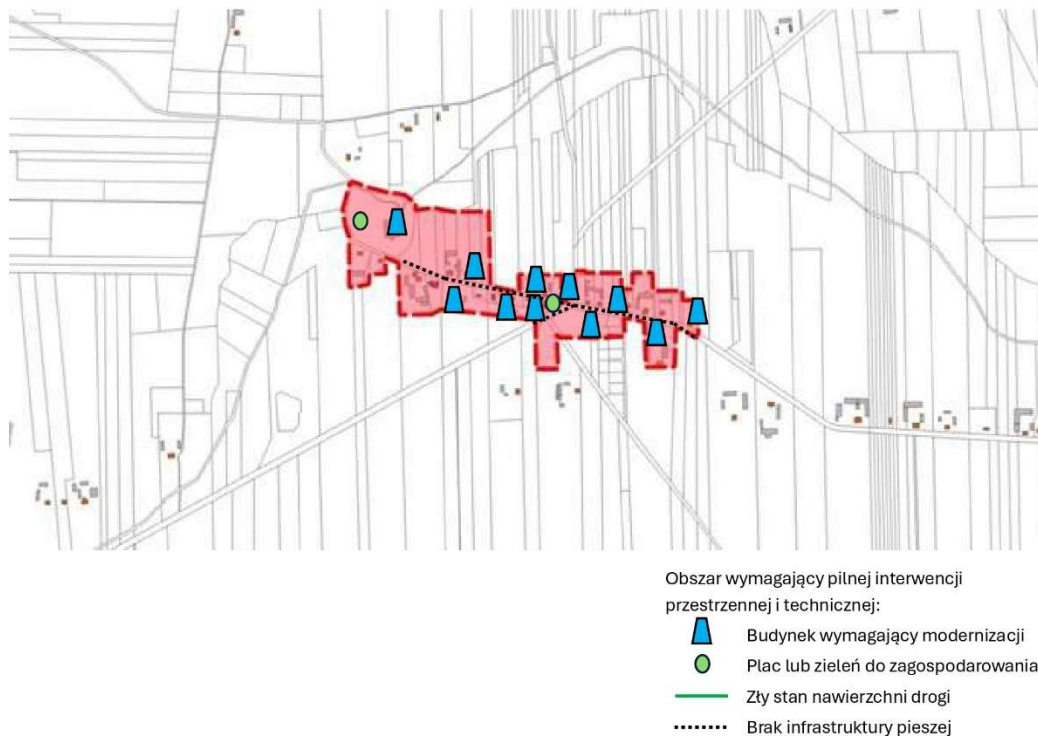 Obszar wymagający pilnej interwencji
przestrzennej i technicznej:
Budynek wymagający modernizacji
Plac lub zieleń do zagospodarowania
Zły stan nawierzchni drogi
Brak infrastruktury pieszej